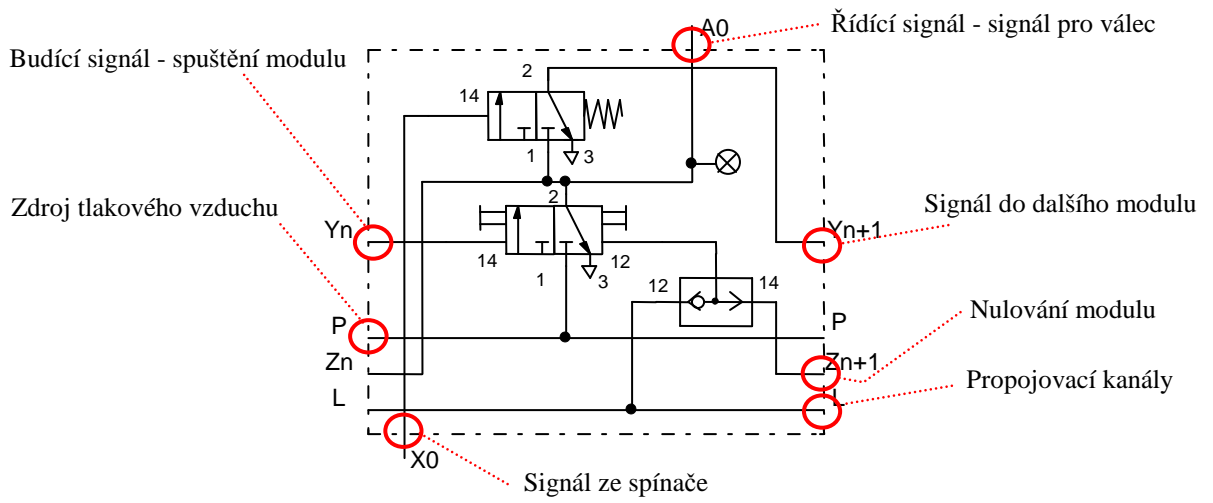 Řídící signál - signál pro válec
A0
Budící signál - spuštění modulu
2
14
1
3
Zdroj tlakového vzduchu
2
Signál do dalšího modulu
Yn
Yn+1
14
12
1
3
12
14
P
P
Nulování modulu
Zn
Zn+1
L
L
Propojovací kanály
X0
Signál ze spínače